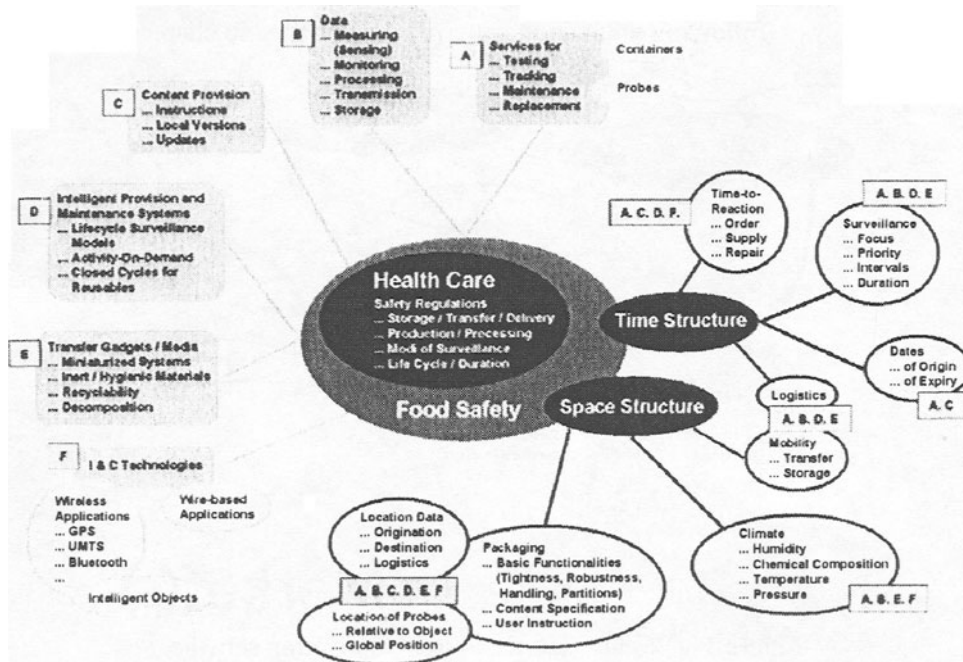 B
Data
... Measuring
(Sensing)
... Monitoring
... Processing
... Transmission
... Storage
A
Services for
... Testing
... Tracking
... Maintenance
... Replacement
Containers
Probes
C
Content Provision
... Instructions
... Local Versions
... Updates
D
Intelligent Provision and
Maintenance Systems
... Lifecycle Surveillance
Models
... Activity-On-Demand
... Closed Cycles for
Reusables
E
Transfer Gadgets / Media
... Miniaturized Systems
... Inert / Hygienic Materials
... Recyclability
... Decomposition
F
I & C Technologies
Wireless
Applications
... GPS
... UMTS
... Bluetooth
...
Wire-based
Applications
Intelligent Objects
Health Care
Safety Regulations
... Storage / Transfer / Delivery
... Production / Processing
... Modi of Surveillance
... Life Cycle / Duration
Food Safety
Time Structure
Space Structure
A. C. D. F.
Time-to-
Reaction
... Order
... Supply
... Repair
A. B. D. E
Surveillance
... Focus
... Priority
... Intervals
... Duration
Dates
... of Origin
... of Expiry
A. C
Logistics
A. B. D. E
Mobility
... Transfer
... Storage
Location Data
... Origination
... Destination
... Logistics
A. B. C. D. E. F
Location of Probes
... Relative to Object
... Global Position
Packaging
... Basic Functionalities
(Tightness, Robustness,
Handling, Partitions)
... Content Specification
... User Instruction
Climate
... Humidity
... Chemical Composition
... Temperature
... Pressure
A. B. E. F